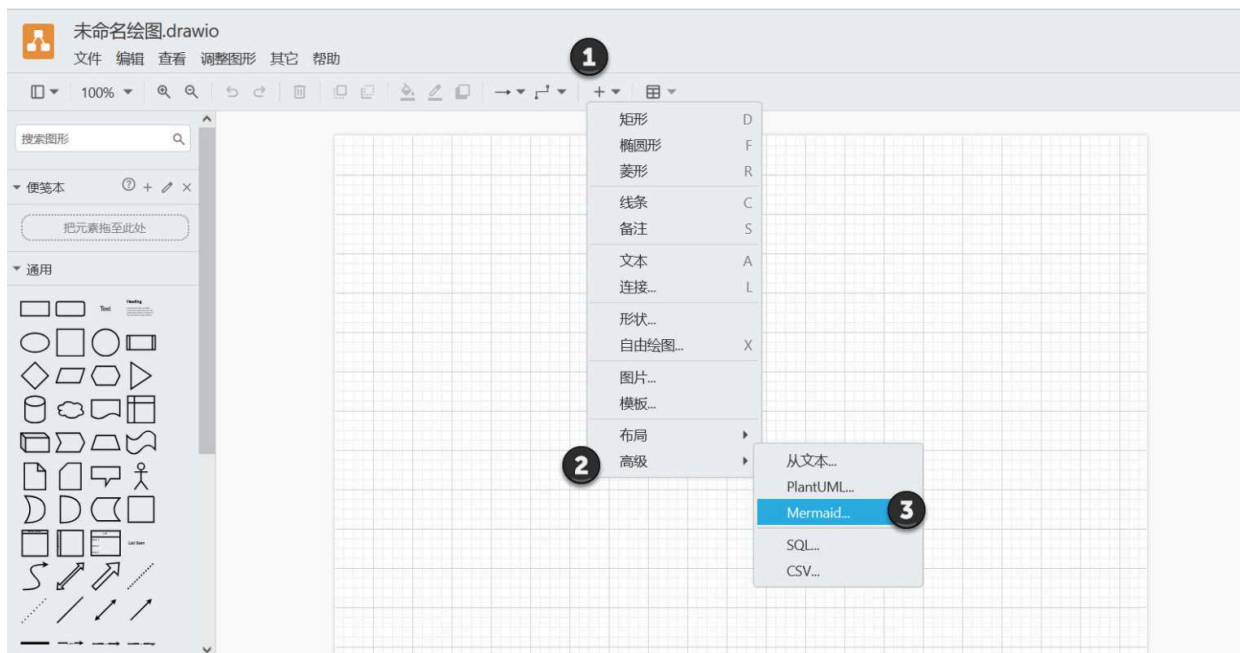 未命名绘图.drawio
文件 编辑 查看 调整图形 其它 帮助
1
100%
搜索图形
便笺本
把元素拖至此处
通用
Text
Heading
List Item
矩形 D
椭圆形 F
菱形 R
线条 C
备注 S
文本 A
连接... L
形状...
自由绘图... X
图片...
模板...
布局
2 高级
从文本...
PlantUML...
Mermaid... 3
SQL...
CSV...